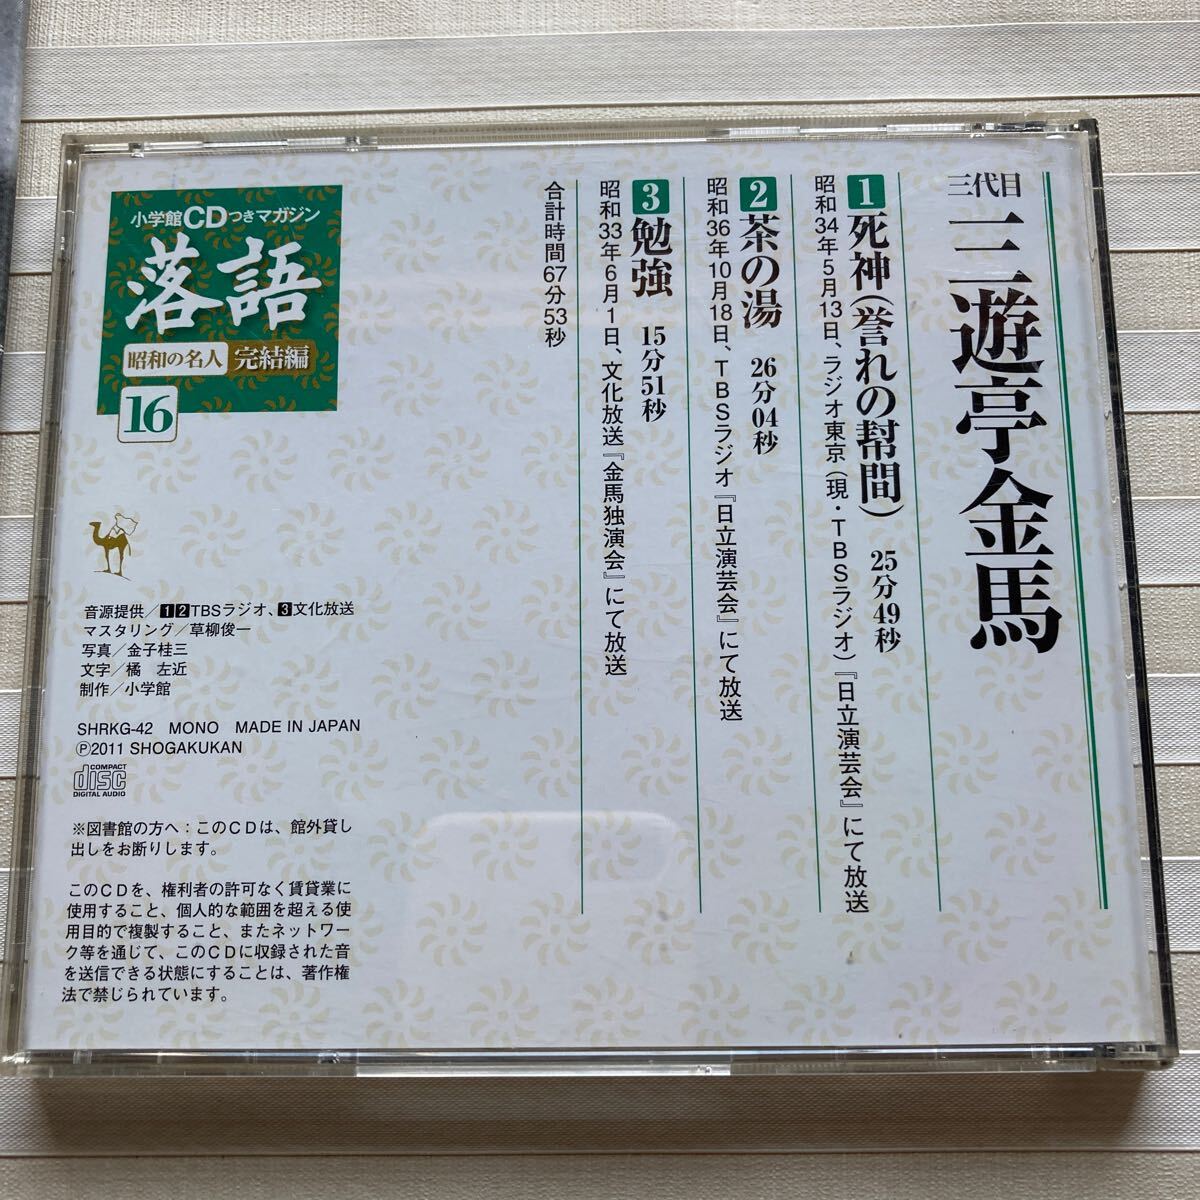 三代目
三遊亭金馬
1 死神(誉れの幇間) 25分49秒
昭和34年5月13日、ラジオ東京(現・TBSラジオ)『日立演芸会』にて放送
2 茶の湯 26分04秒
昭和36年10月18日、TBSラジオ『日立演芸会』にて放送
3 勉強 15分51秒
昭和33年6月1日、文化放送『金馬独演会』にて放送
合計時間67分53秒
小学館CDつきマガジン
落語
昭和の名人 完結編
16
音源提供/12TBSラジオ、3文化放送
マスタリング/草柳俊一
写真/金子桂三
文字/橘 左近
制作/小学館
SHRKG-42 MONO MADE IN JAPAN
Ⓟ2011 SHOGAKUKAN
COMPACT
disc
DIGITAL AUDIO
※図書館の方へ:このCDは、館外貸し
出しをお断りします。
このCDを、権利者の許可なく賃貸業に
使用すること、個人的な範囲を超える使
用目的で複製すること、またネットワー
ク等を通じて、このCDに収録された音
を送信できる状態にすることは、著作権
法で禁じられています。